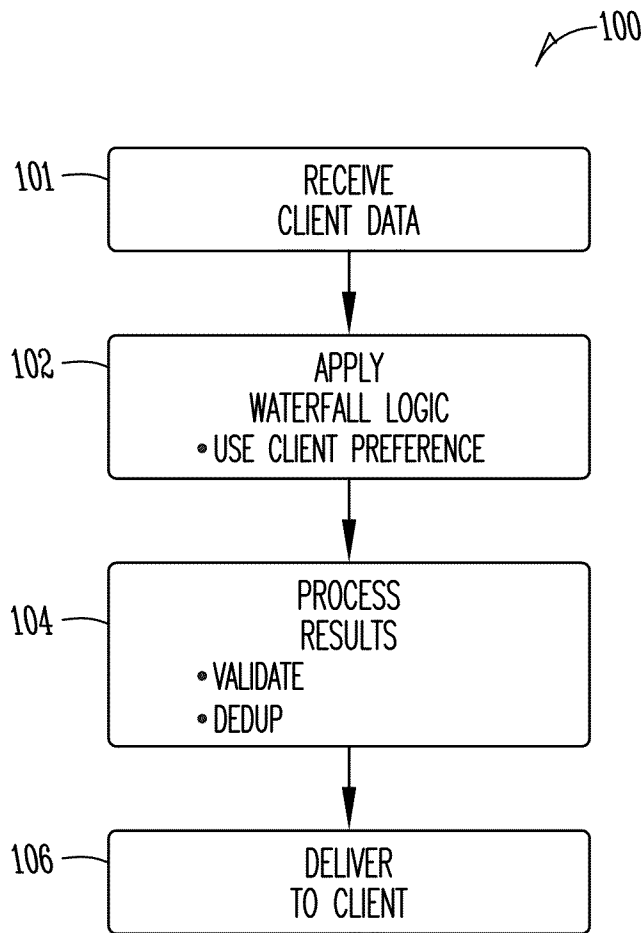 100
101
RECEIVE
CLIENT DATA
102
APPLY
WATERFALL LOGIC
• USE CLIENT PREFERENCE
104
PROCESS
RESULTS
• VALIDATE
• DEDUP
106
DELIVER
TO CLIENT